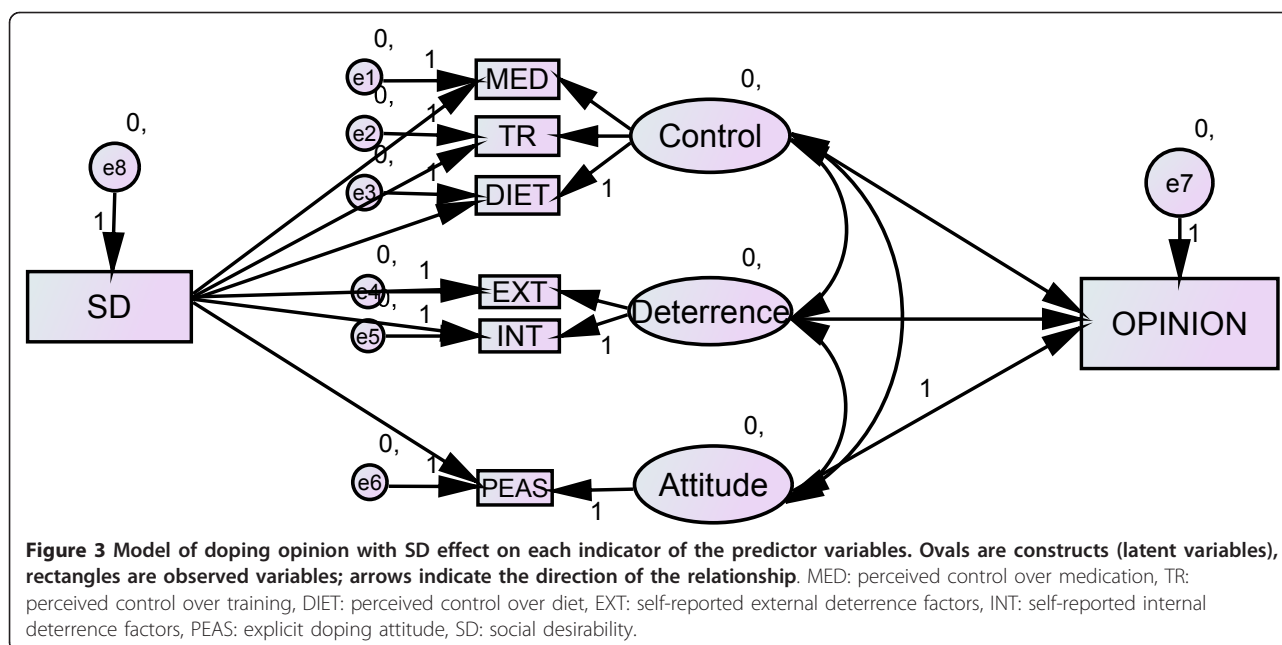 0,
e1
1
MED
0,
e2
1
TR
0,
e3
1
DIET
0,
Control
1
0,
e8
1
SD
0,
e7
1
OPINION
0,
e4
1
EXT
0,
e5
1
INT
0,
Deterrence
1
1
0,
e6
1
PEAS
0,
Attitude
1
Figure 3 Model of doping opinion with SD effect on each indicator of the predictor variables. Ovals are constructs (latent variables),
rectangles are observed variables; arrows indicate the direction of the relationship. MED: perceived control over medication, TR:
perceived control over training, DIET: perceived control over diet, EXT: self-reported external deterrence factors, INT: self-reported internal
deterrence factors, PEAS: explicit doping attitude, SD: social desirability.